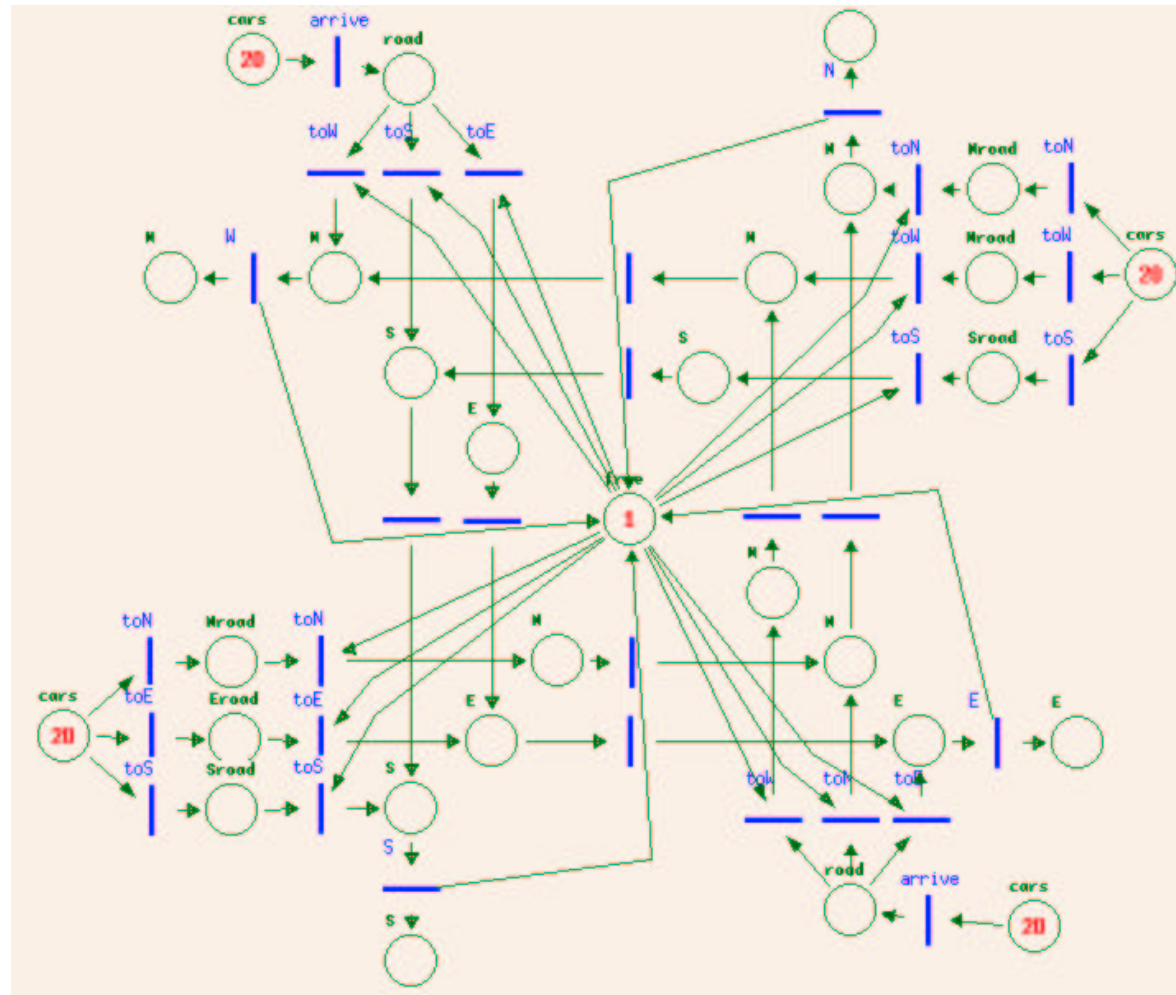 cars arrive
20 road
N
toW toS toE
N toN Nroad toN
W W W W toW Wroad toW cars
20
S S toS Sroad toS
E
free
1
W
toN Nroad toN N N
cars toE Eroad toE E E E E
20
toS Sroad toS S
toW toN toE
S
road arrive cars
S 20